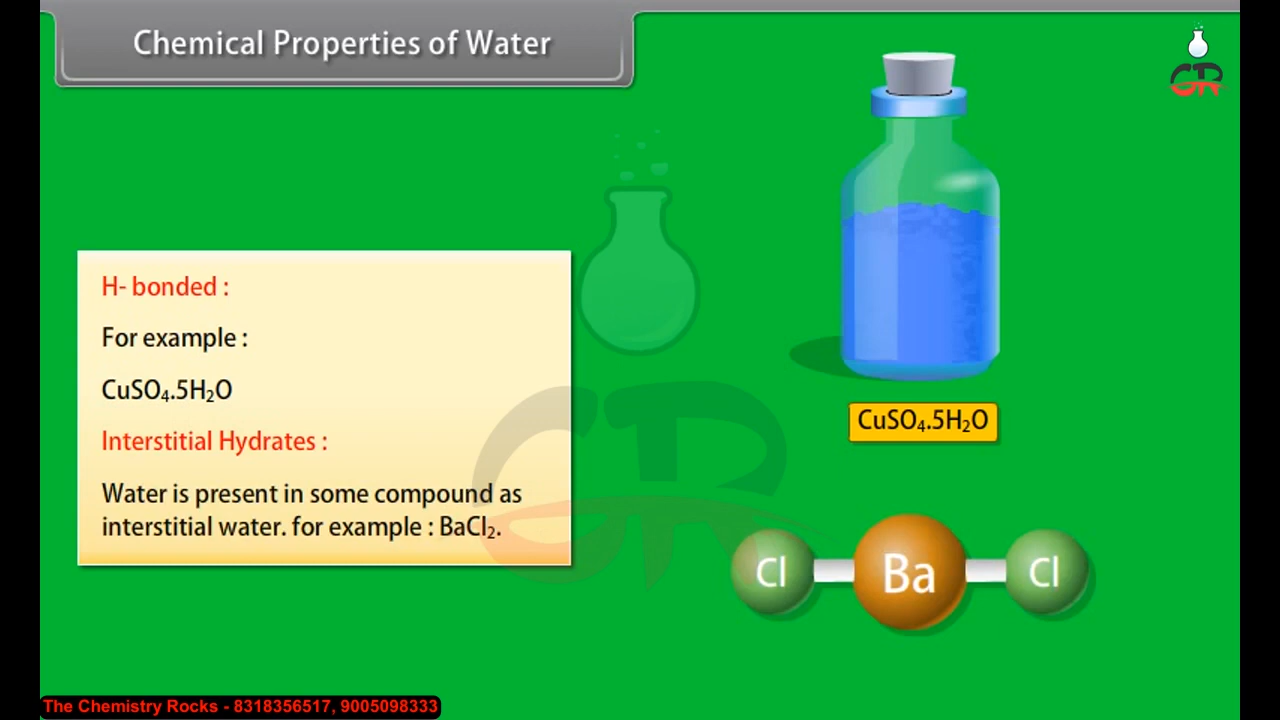 Chemical Properties of Water
GR
H- bonded :
For example :
CuSO₄.5H₂O
Interstitial Hydrates :
Water is present in some compound as
interstitial water. for example : BaCl₂.
CuSO₄.5H₂O
Cl Ba Cl
The Chemistry Rocks - 8318356517, 9005098333